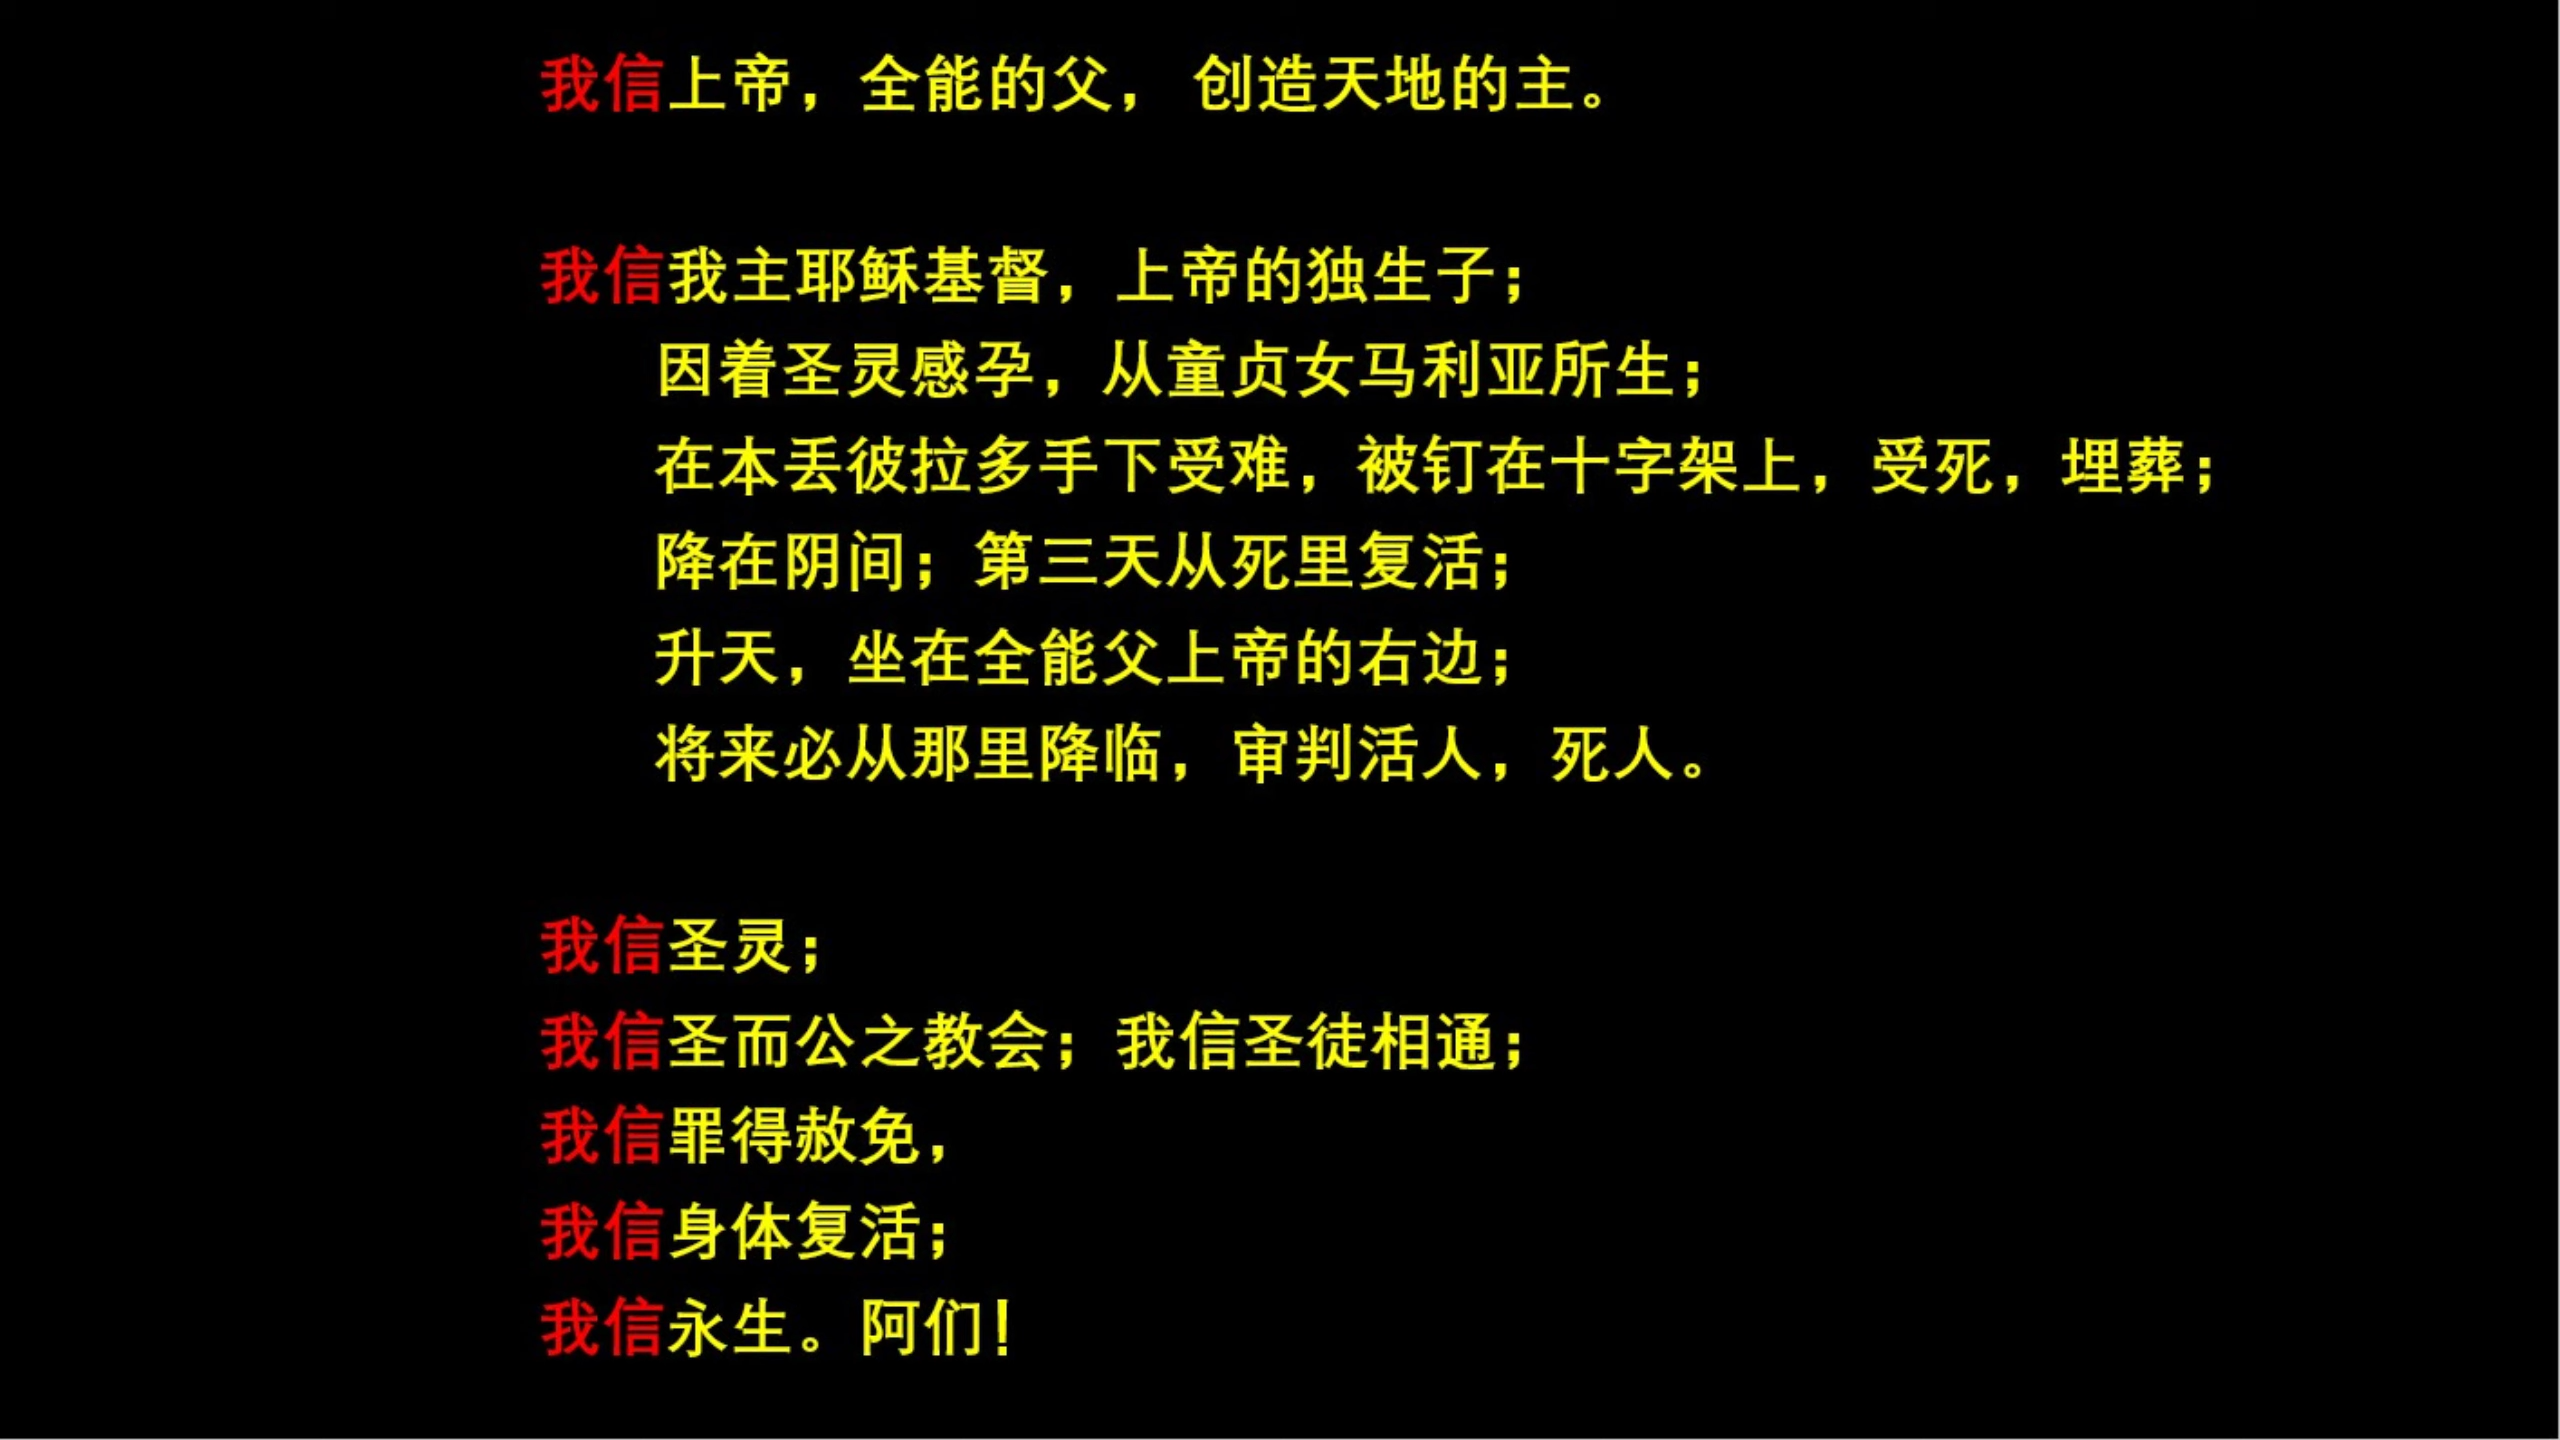 我信上帝，全能的父， 创造天地的主。
我信我主耶稣基督，上帝的独生子；
因着圣灵感孕，从童贞女马利亚所生；
在本丢彼拉多手下受难，被钉在十字架上，受死，埋葬；
降在阴间；第三天从死里复活；
升天，坐在全能父上帝的右边；
将来必从那里降临，审判活人，死人。
我信圣灵；
我信圣而公之教会；我信圣徒相通；
我信罪得赦免，
我信身体复活；
我信永生。阿们！